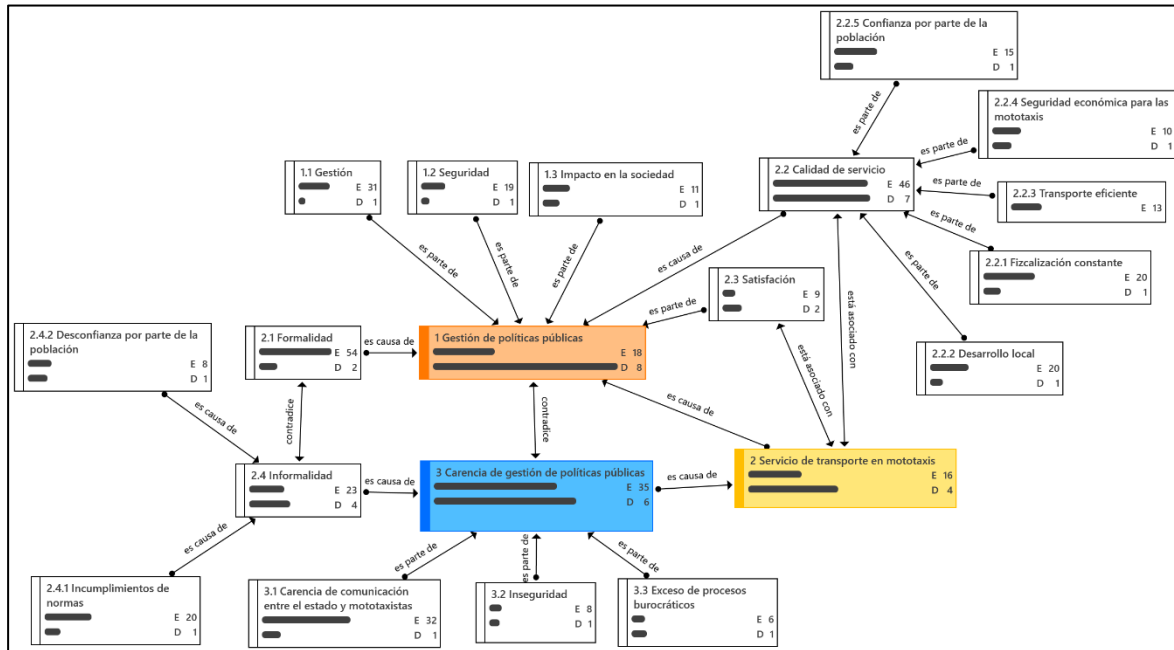 2.2.5 Confianza por parte de la
población
E 15
D 1
es parte de
2.2.4 Seguridad económica para las
mototaxis
E 10
D 1
es parte de
1.1 Gestión
E 31
D 1
1.2 Seguridad
E 19
D 1
1.3 Impacto en la sociedad
E 11
D 1
2.2 Calidad de servicio
E 46
D 7
es parte de
2.2.3 Transporte eficiente
E 13
es parte de
es parte de
es parte de
es parte de
es causa de
es parte de
2.2.1 Fizcalización constante
E 20
D 1
es parte de
2.3 Satisfacción
E 9
D 2
es parte de
está asociado con
está asociado con
2.4.2 Desconfianza por parte de la
población
E 8
D 1
2.1 Formalidad
E 54
D 2
es causa de
1 Gestión de políticas públicas
E 18
D 8
2.2.2 Desarrollo local
E 20
D 1
es causa de
contradice
contradice
es causa de
2.4 Informalidad
E 23
D 4
es causa de
3 Carencia de gestión de políticas públicas
E 35
D 6
es causa de
2 Servicio de transporte en mototaxis
E 16
D 4
es causa de
es parte de
es parte de
es parte de
2.4.1 Incumplimientos de
normas
E 20
D 1
3.1 Carencia de comunicación
entre el estado y mototaxistas
E 32
D 1
3.2 Inseguridad
E 8
D 1
3.3 Exceso de procesos
burocráticos
E 6
D 1